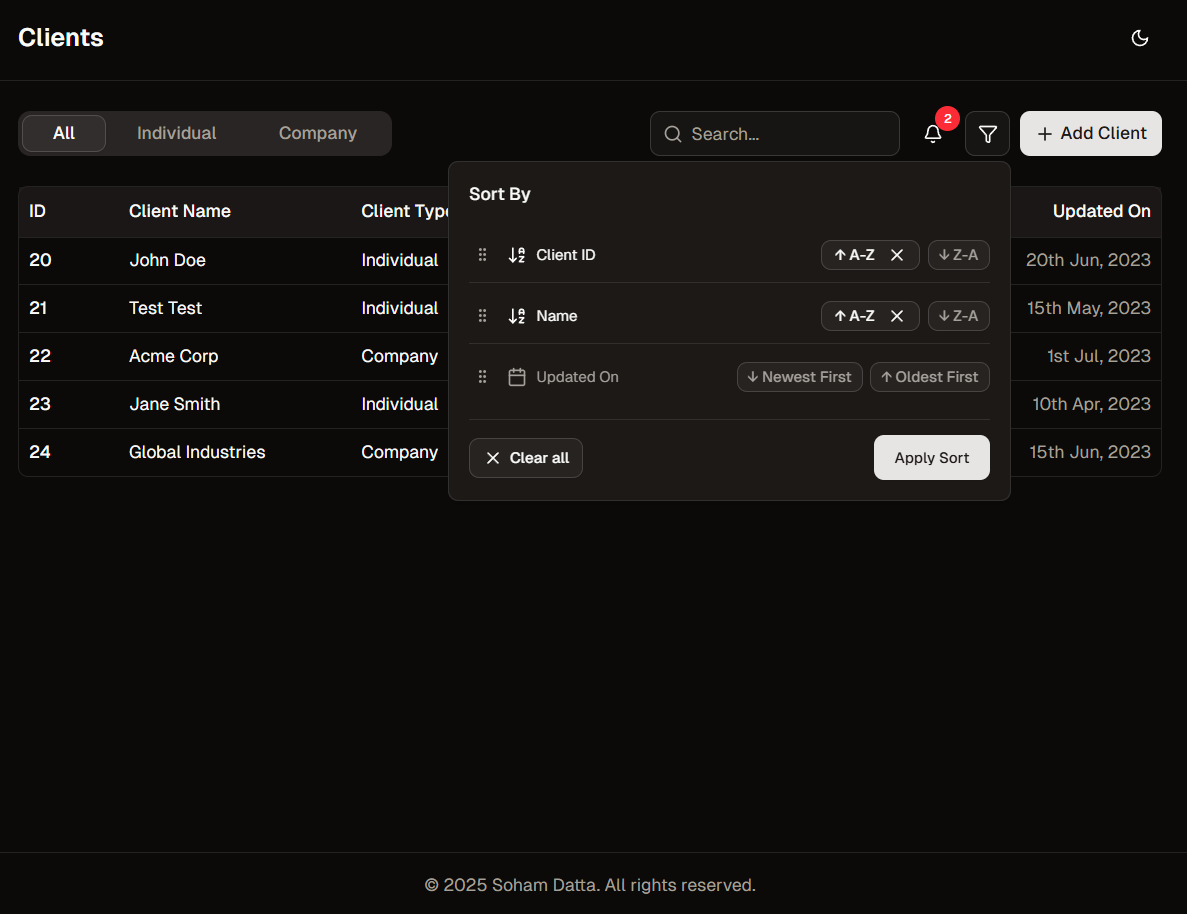 Clients
All Individual Company Search... 2 + Add Client
Sort By
ID Client Name Client Type Updated On
Client ID ↑ A-Z × ↓ Z-A
20 John Doe Individual 20th Jun, 2023
21 Test Test Individual 15th May, 2023
Name ↑ A-Z × ↓ Z-A
22 Acme Corp Company 1st Jul, 2023
Updated On ↓ Newest First ↑ Oldest First
23 Jane Smith Individual 10th Apr, 2023
24 Global Industries Company 15th Jun, 2023
× Clear all Apply Sort
© 2025 Soham Datta. All rights reserved.